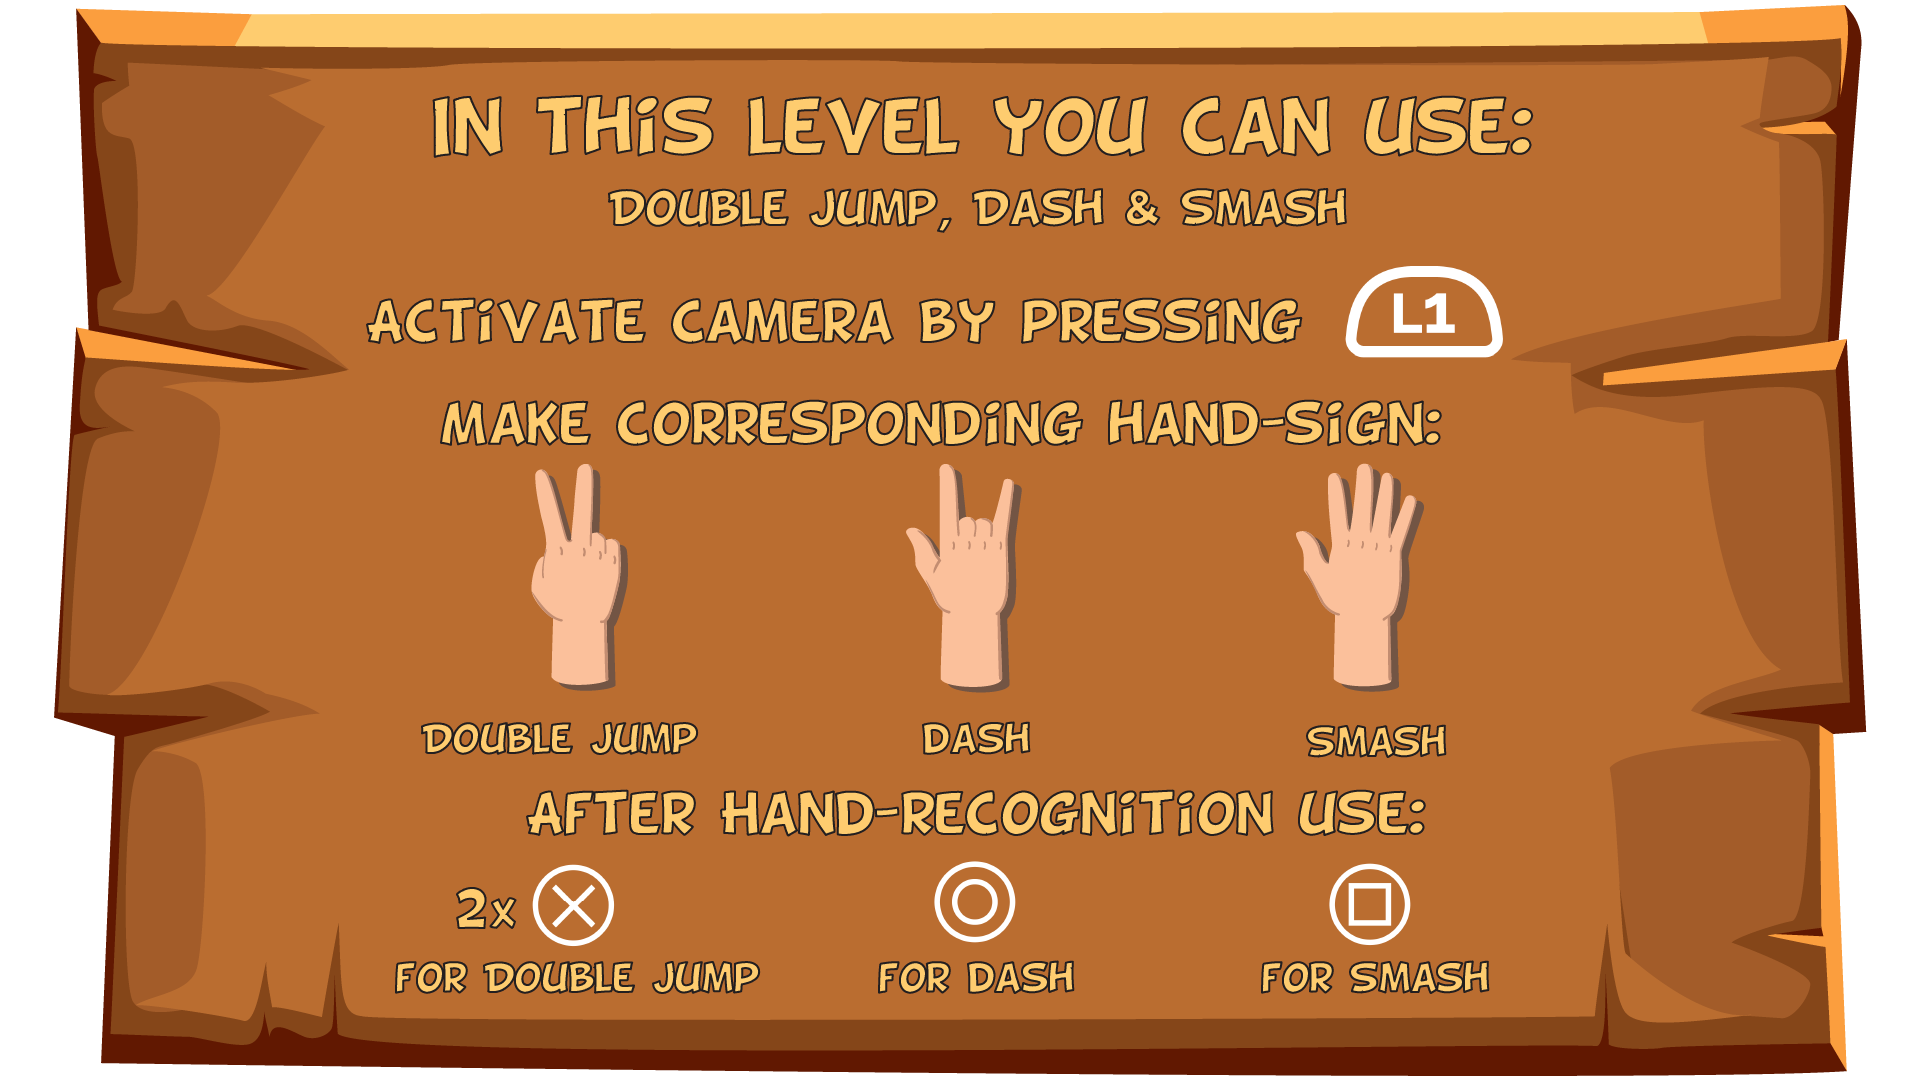 IN THIS LEVEL YOU CAN USE:
DOUBLE JUMP, DASH & SMASH
ACTIVATE CAMERA BY PRESSING L1
MAKE CORRESPONDING HAND-SIGN:
DOUBLE JUMP DASH SMASH
AFTER HAND-RECOGNITION USE:
2x
FOR DOUBLE JUMP FOR DASH FOR SMASH